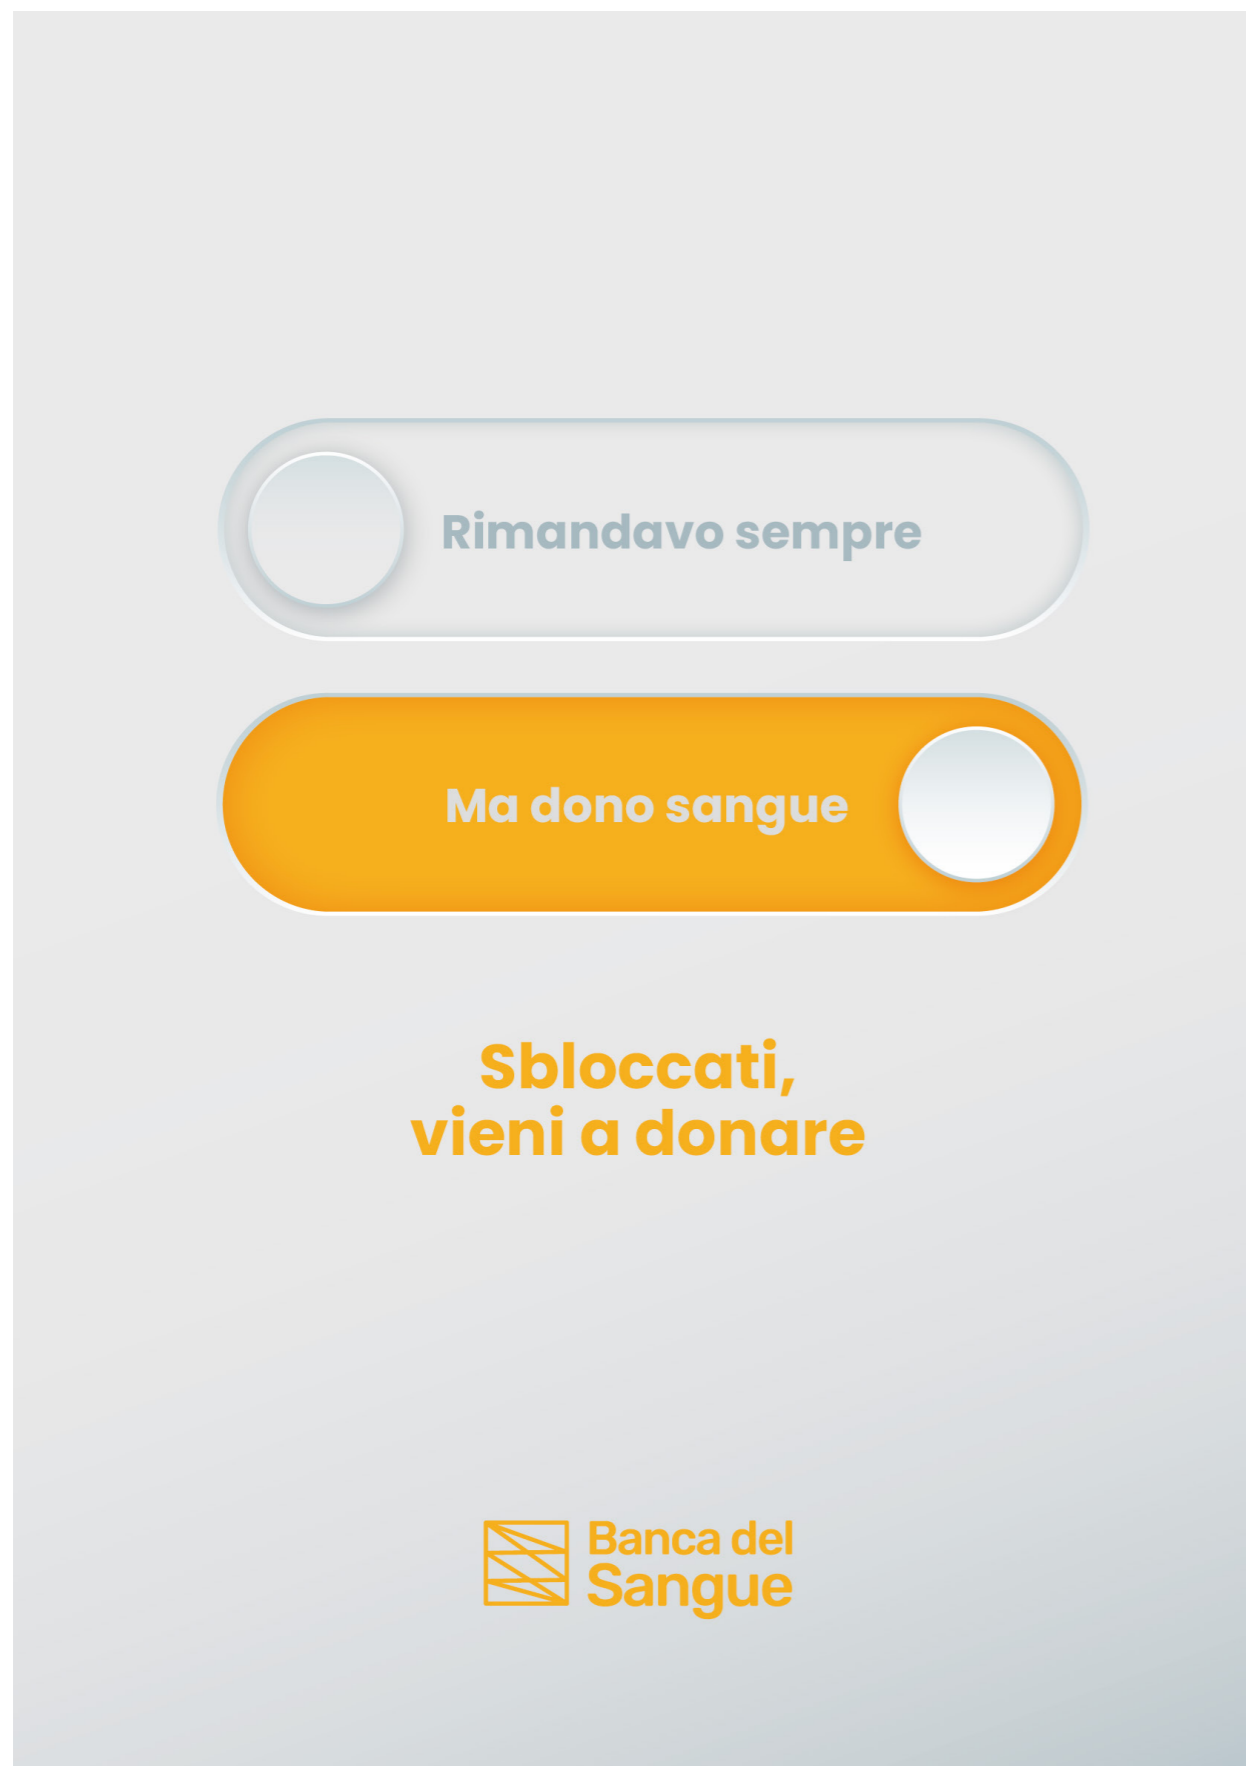 Rimandavo sempre
Ma dono sangue
Sbloccati,
vieni a donare
Banca del
Sangue